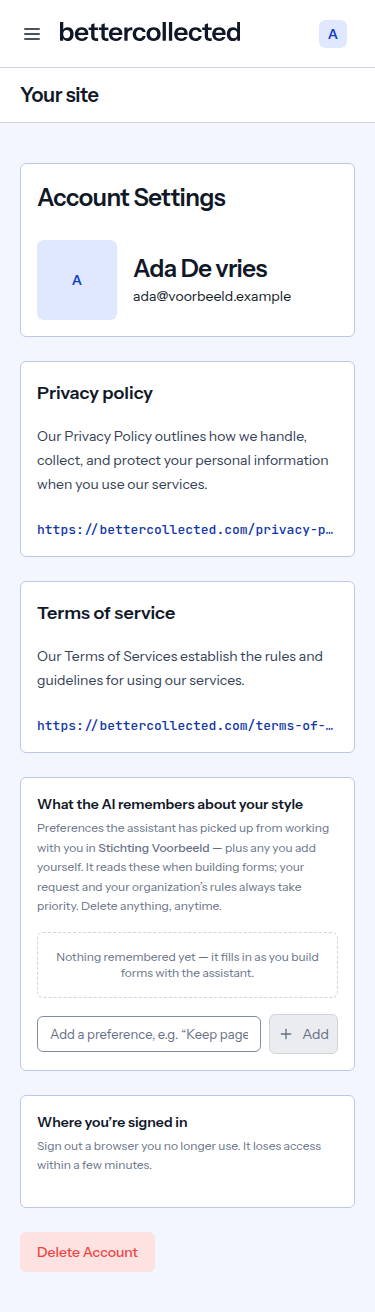 bettercollected
A
Your site
Account Settings
A
Ada De vries
ada@voorbeeld.example
Privacy policy
Our Privacy Policy outlines how we handle,
collect, and protect your personal information
when you use our services.
https://bettercollected.com/privacy-p…
Terms of service
Our Terms of Services establish the rules and
guidelines for using our services.
https://bettercollected.com/terms-of-…
What the AI remembers about your style
Preferences the assistant has picked up from working
with you in Stichting Voorbeeld — plus any you add
yourself. It reads these when building forms; your
request and your organization’s rules always take
priority. Delete anything, anytime.
Nothing remembered yet — it fills in as you build
forms with the assistant.
Add a preference, e.g. “Keep page
Add
Where you’re signed in
Sign out a browser you no longer use. It loses access
within a few minutes.
Delete Account